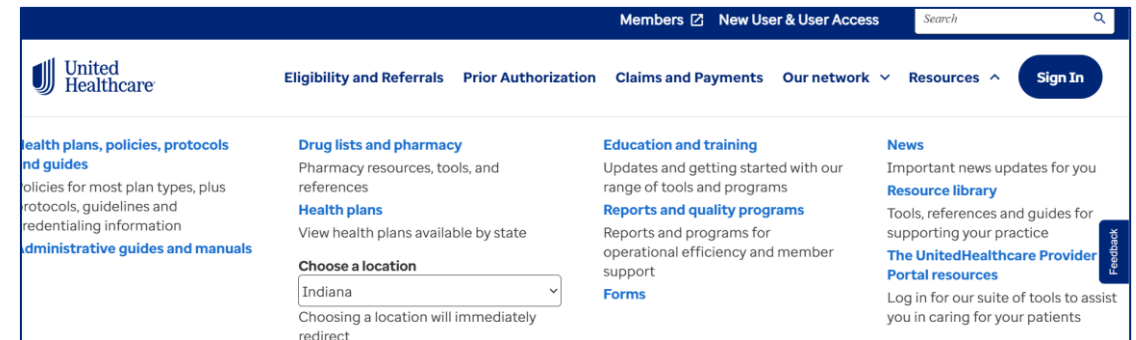 Members New User & User Access Search
United
Healthcare
Eligibility and Referrals Prior Authorization Claims and Payments Our network Resources Sign In
ealth plans, policies, protocols
nd guides
olicies for most plan types, plus
rotocols, guidelines and
redentialing information
dministrative guides and manuals
Drug lists and pharmacy
Pharmacy resources, tools, and
references
Health plans
View health plans available by state
Choose a location
Indiana
Choosing a location will immediately
redirect
Education and training
Updates and getting started with our
range of tools and programs
Reports and quality programs
Reports and programs for
operational efficiency and member
support
Forms
News
Important news updates for you
Resource library
Tools, references and guides for
supporting your practice
The UnitedHealthcare Provider
Portal resources
Log in for our suite of tools to assist
you in caring for your patients
Feedback